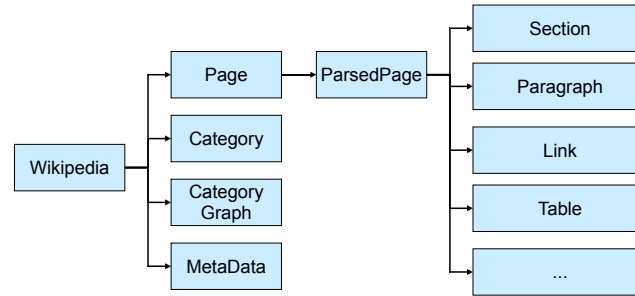 Section
Page
ParsedPage
Paragraph
Category
Link
Wikipedia
Category
Graph
Table
MetaData
...